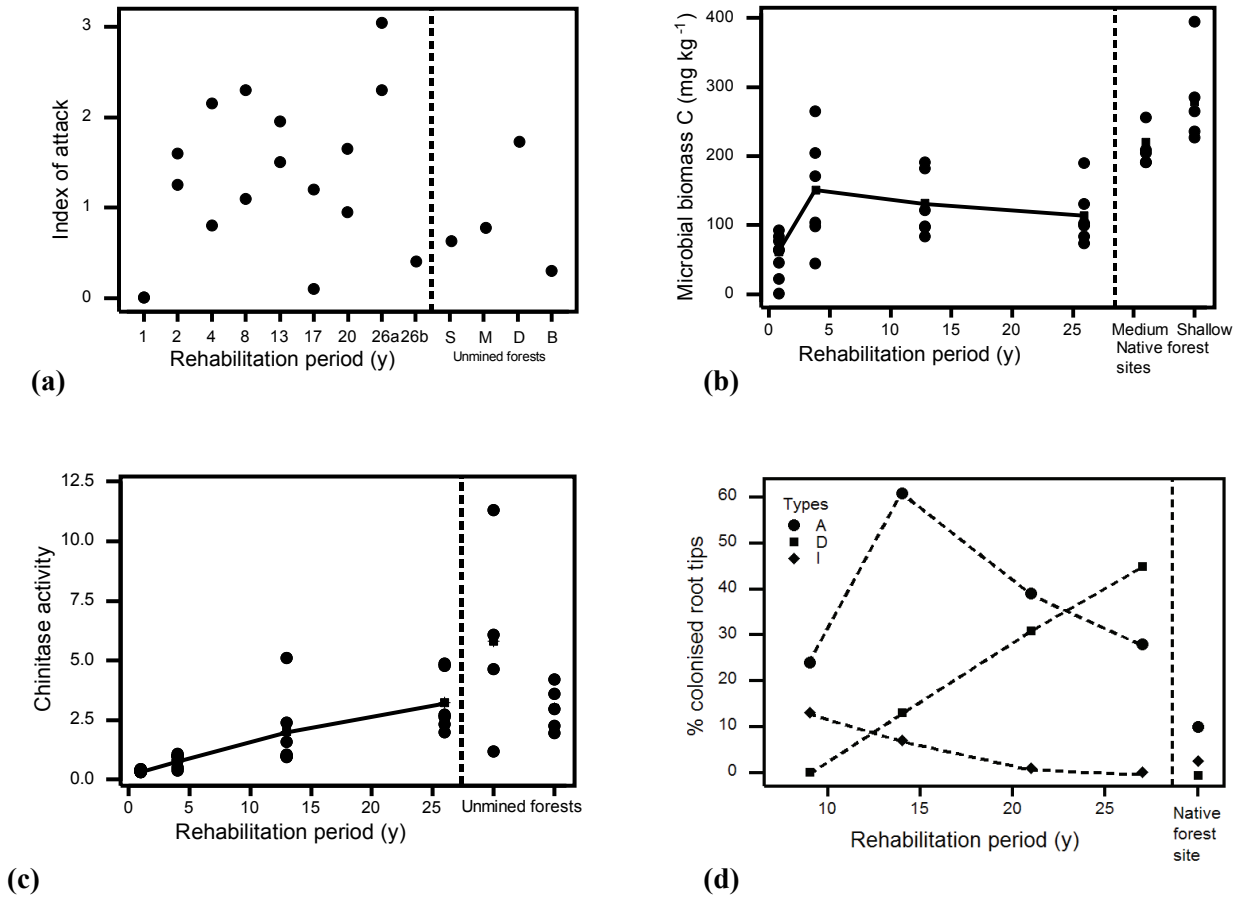 3
2
1
0
Index of attack
1 2 4 8 13 17 20 26a 26b S M D B
Rehabilitation period (y)
Unmined forests
(a)
400
300
200
100
0
Microbial biomass C (mg kg⁻¹)
0 5 10 15 20 25 Medium Shallow
Rehabilitation period (y)
Native forest
sites
(b)
12.5
10.0
7.5
5.0
2.5
0.0
Chinitase activity
0 5 10 15 20 25 Unmined forests
Rehabilitation period (y)
(c)
60
50
40
30
20
10
0
% colonised root tips
Types
A
D
I
10 15 20 25
Rehabilitation period (y)
Native
forest
site
(d)